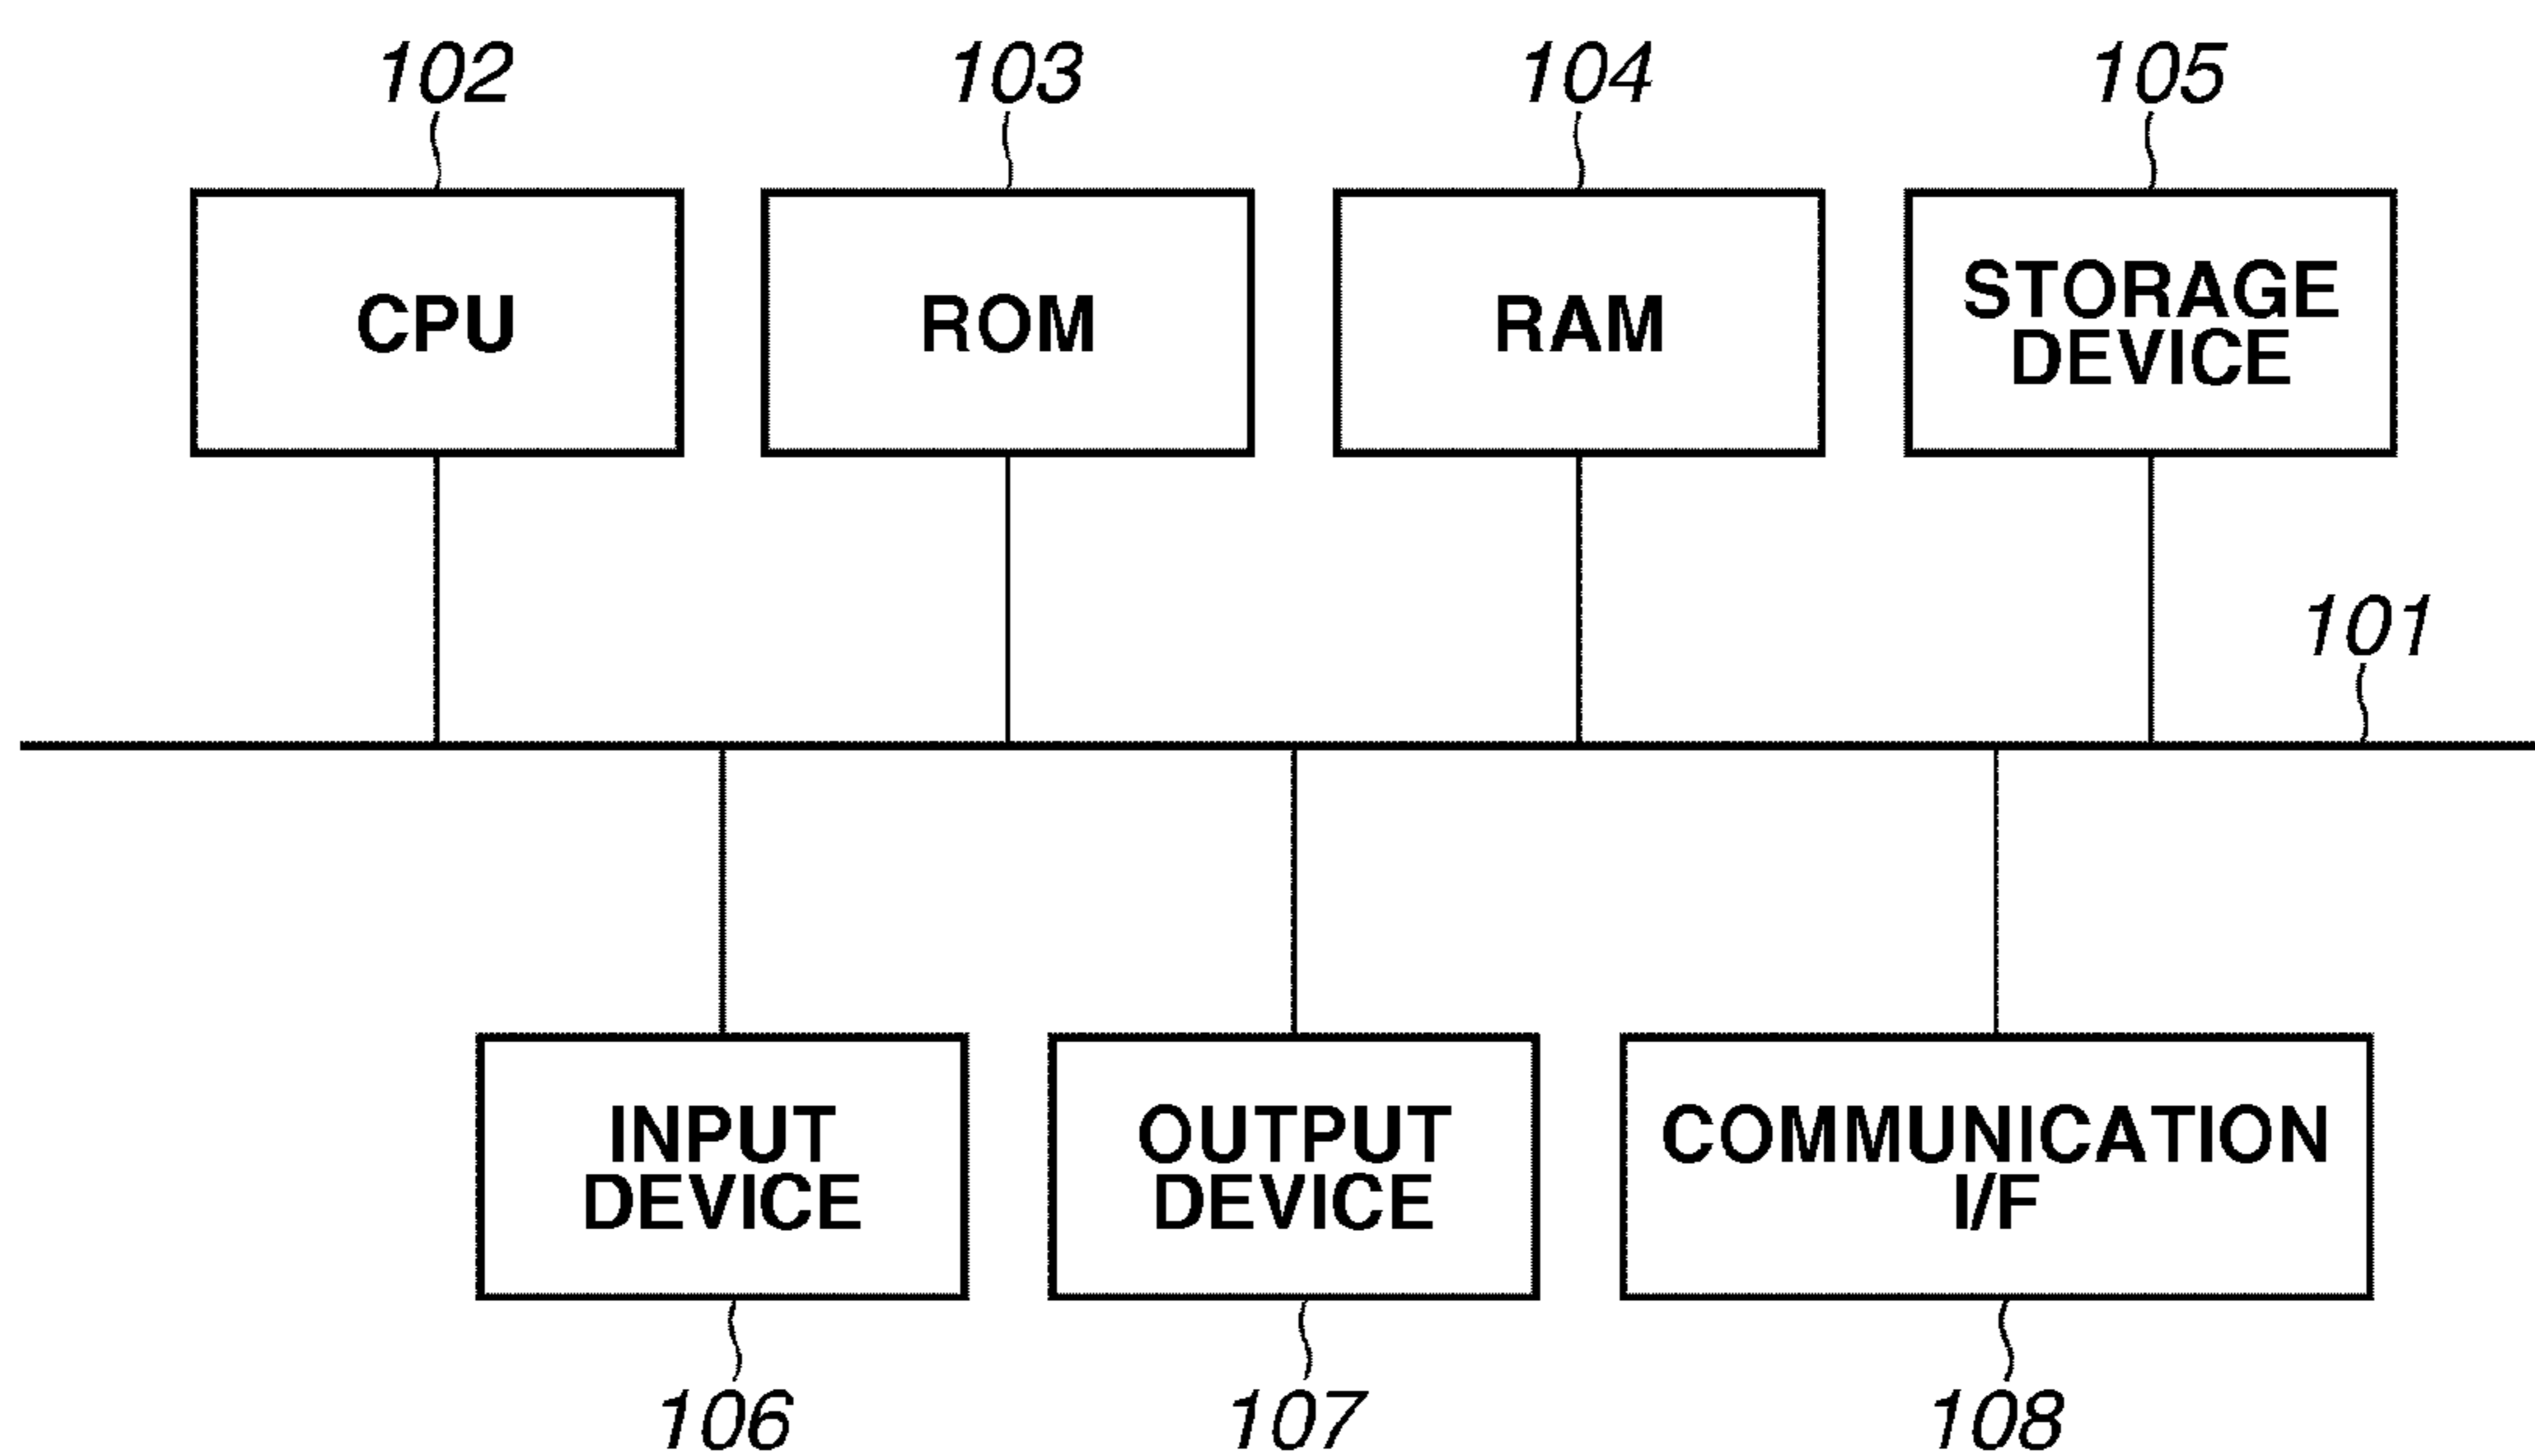 102
103
104
105
CPU
ROM
RAM
STORAGE
DEVICE
101
INPUT
DEVICE
OUTPUT
DEVICE
COMMUNICATION
I/F
106
107
108